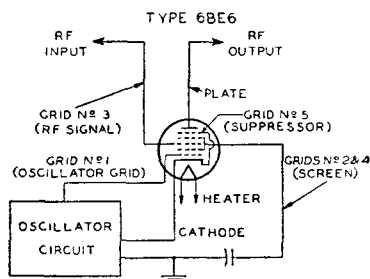 TYPE 6BE6
RF
INPUT
RF
OUTPUT
PLATE
GRID Nº 3
(RF SIGNAL)
GRID Nº 5
(SUPPRESSOR)
GRID Nº 1
(OSCILLATOR GRID)
GRIDS Nº 2&4
(SCREEN)
HEATER
OSCILLATOR
CIRCUIT
CATHODE